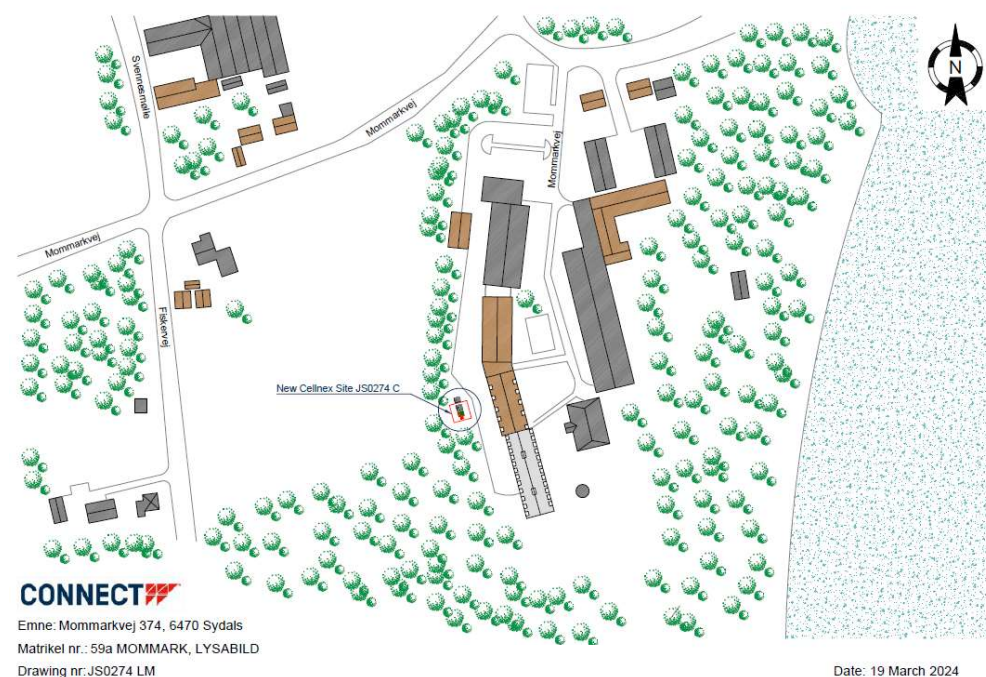 N
Svennesmølle
Mommarkvej
Mommarkvej
Mommarkvej
Fiskervej
New Cellnex Site JS0274 C
CONNECT
Emne: Mommarkvej 374, 6470 Sydals
Matrikel nr.: 59a MOMMARK, LYSABILD
Drawing nr: JS0274 LM
Date: 19 March 2024